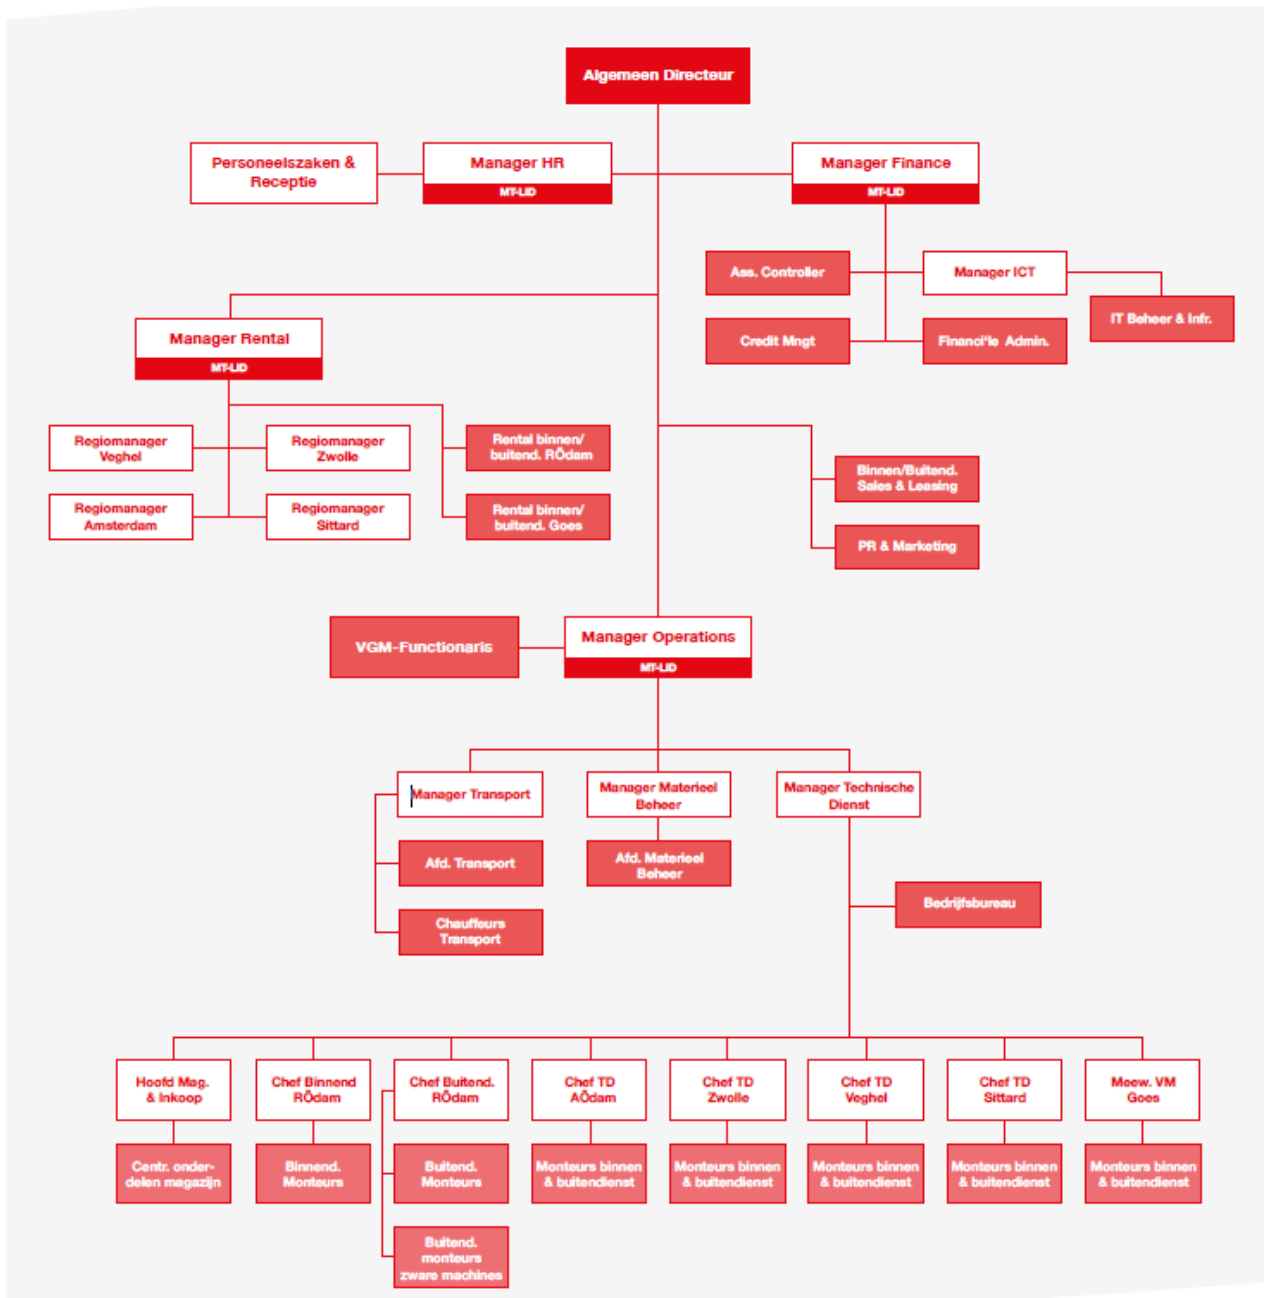 Algemeen Directeur
Personeelszaken &
Receptie
Manager HR
MT-LID
Manager Finance
MT-LID
Ass. Controller
Manager ICT
IT Beheer & Infr.
Credit Mngt
Financi'le Admin.
Manager Rental
MT-LID
Regiomanager
Veghel
Regiomanager
Zwolle
Rental binnen/
buitend. RÕdam
Regiomanager
Amsterdam
Regiomanager
Sittard
Rental binnen/
buitend. Goes
Binnen/Buitend.
Sales & Leasing
PR & Marketing
VGM-Functionaris
Manager Operations
MT-LID
Manager Transport
Manager Materieel
Beheer
Manager Technische
Dienst
Afd. Transport
Afd. Materieel
Beheer
Chauffeurs
Transport
Bedrijfsbureau
Hoofd Mag.
& Inkoop
Chef Binnend
RÕdam
Chef Buitend.
RÕdam
Chef TD
AÕdam
Chef TD
Zwolle
Chef TD
Veghel
Chef TD
Sittard
Meew. VM
Goes
Centr. onder-
delen magazijn
Binnend.
Monteurs
Buitend.
Monteurs
Monteurs binnen
& buitendienst
Monteurs binnen
& buitendienst
Monteurs binnen
& buitendienst
Monteurs binnen
& buitendienst
Monteurs binnen
& buitendienst
Buitend.
monteurs
zware machines